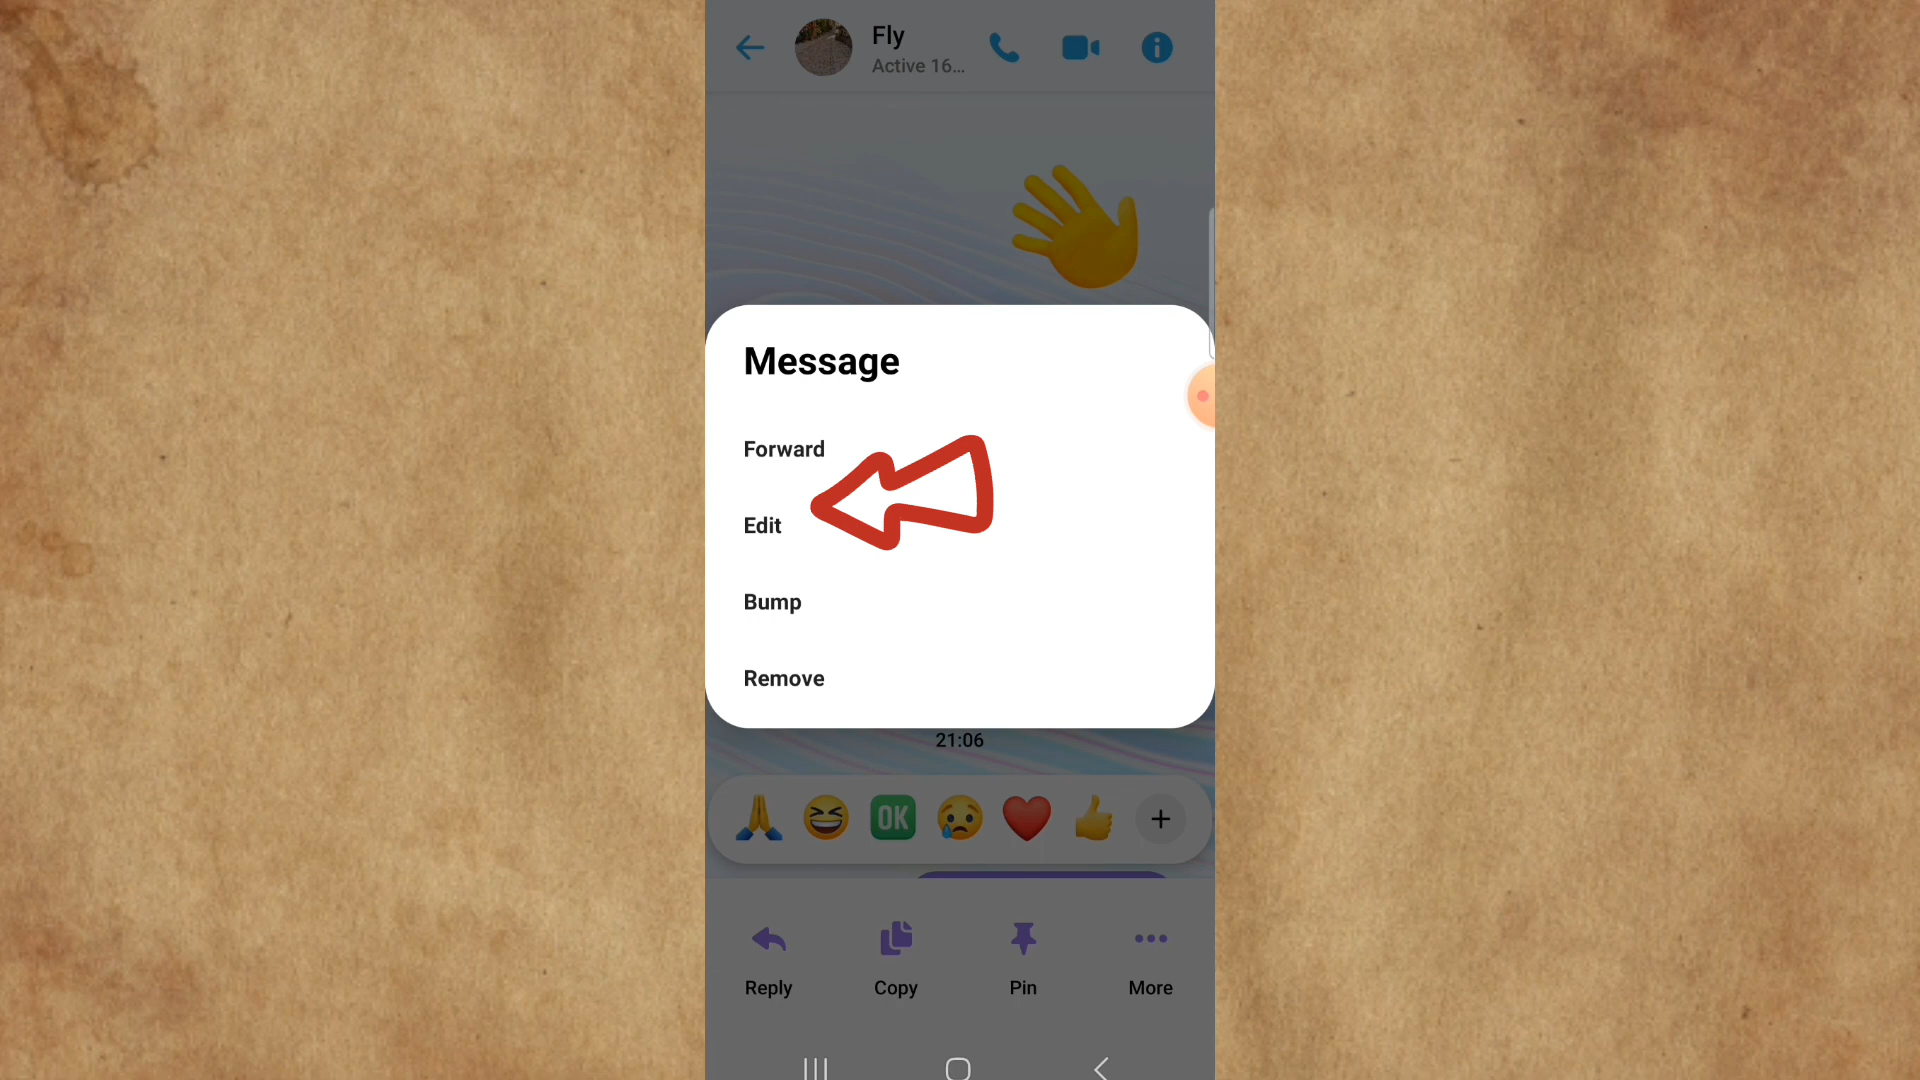 Fly
Active 16...
Message
Forward
Edit
Bump
Remove
21:06
OK
Reply
Copy
Pin
More